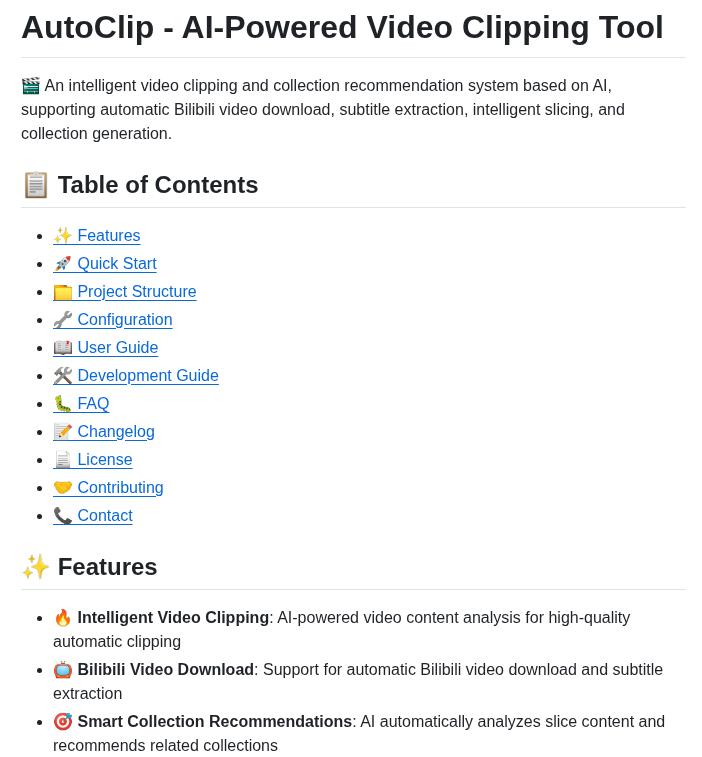 AutoClip - AI-Powered Video Clipping Tool
🎬 An intelligent video clipping and collection recommendation system based on AI,
supporting automatic Bilibili video download, subtitle extraction, intelligent slicing, and
collection generation.
📋 Table of Contents
• ✨ Features
• 🚀 Quick Start
• 📁 Project Structure
• 🔧 Configuration
• 📖 User Guide
• 🛠️ Development Guide
• 🐛 FAQ
• 📝 Changelog
• 📄 License
• 🤝 Contributing
• 📞 Contact
✨ Features
• 🔥 Intelligent Video Clipping: AI-powered video content analysis for high-quality
automatic clipping
• 📺 Bilibili Video Download: Support for automatic Bilibili video download and subtitle
extraction
• 🎯 Smart Collection Recommendations: AI automatically analyzes slice content and
recommends related collections